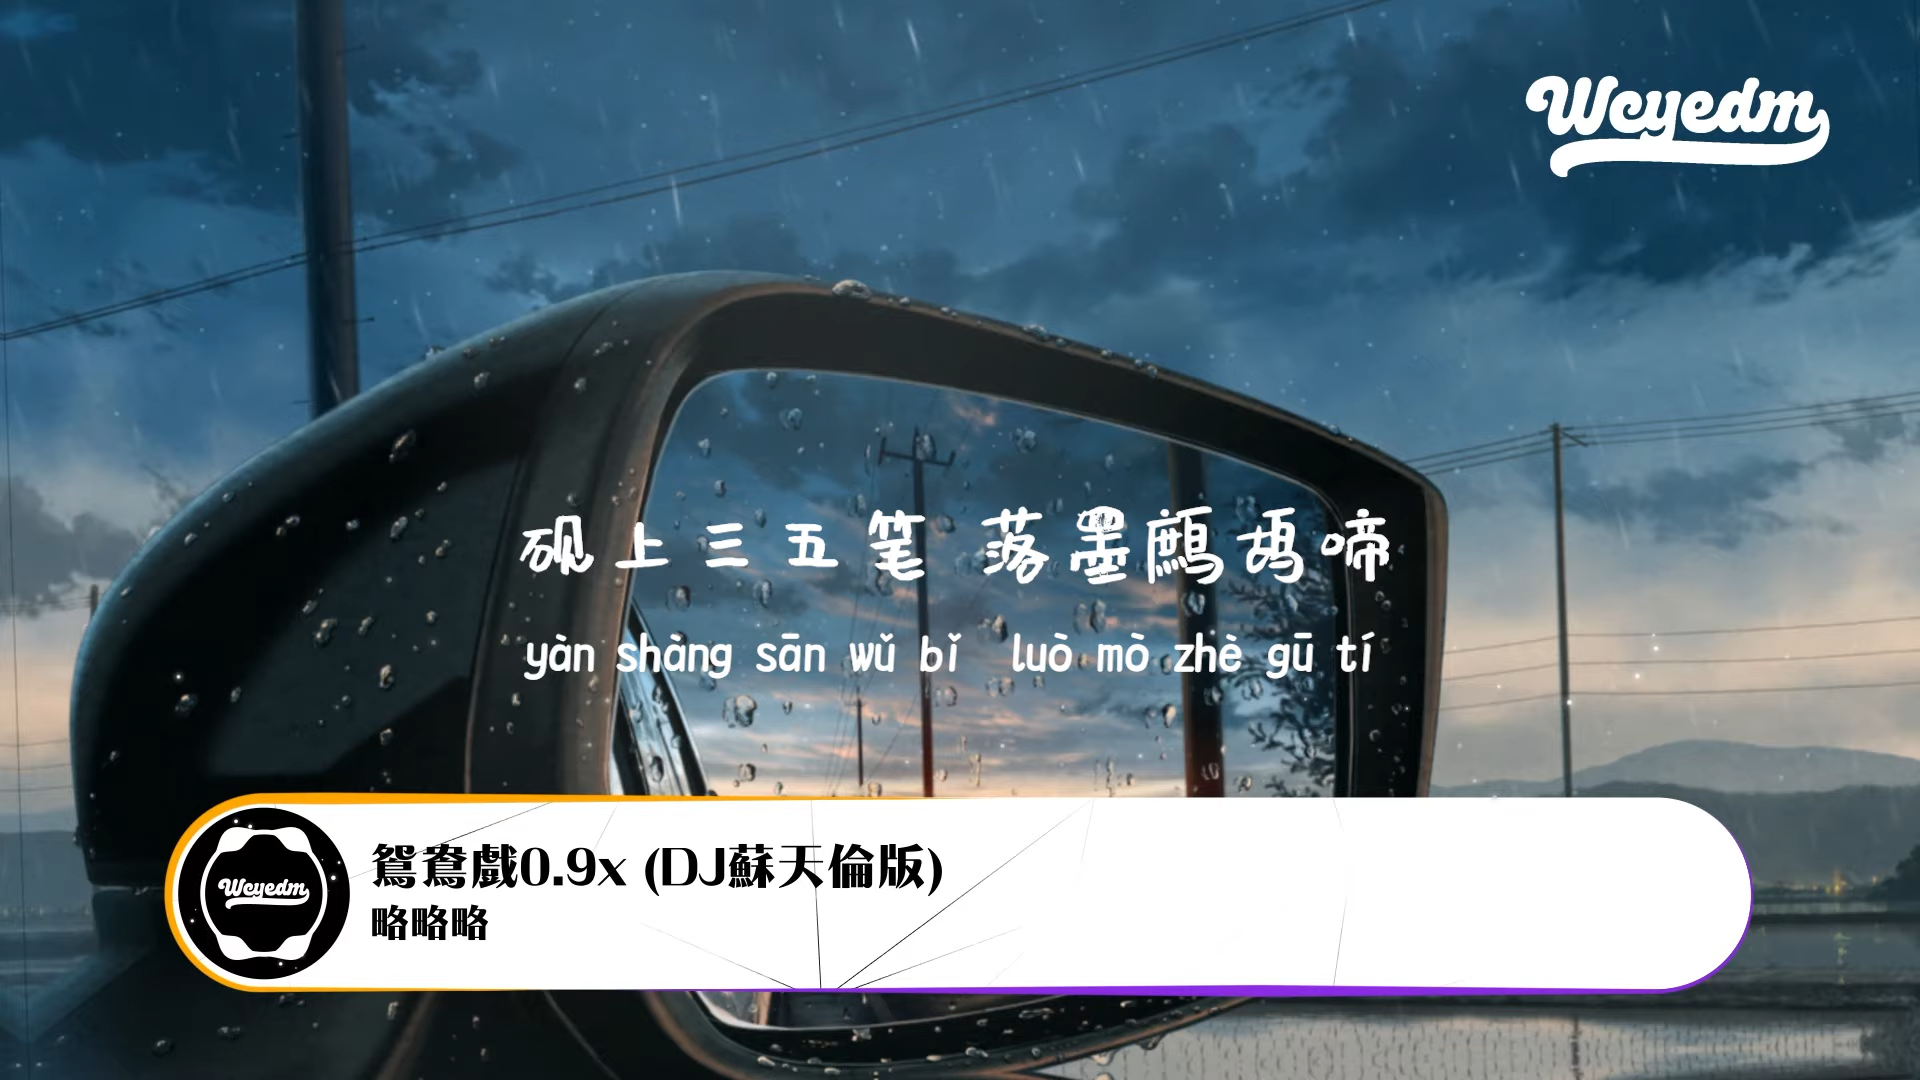 Wcyedm
砚上三五笔 落墨鹧鸪啼
yàn shàng sān wǔ bǐ luò mò zhè gū tí
Wcyedm
鴛鴦戲0.9x (DJ蘇天倫版)
略略略